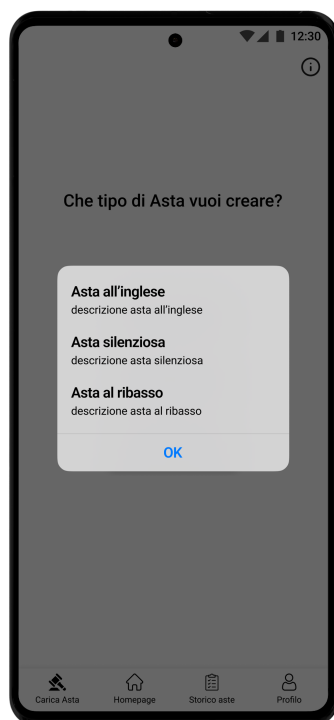 12:30
Che tipo di Asta vuoi creare?
Asta all’inglese
descrizione asta all’inglese
Asta silenziosa
descrizione asta silenziosa
Asta al ribasso
descrizione asta al ribasso
OK
Carica Asta Homepage Storico aste Profilo